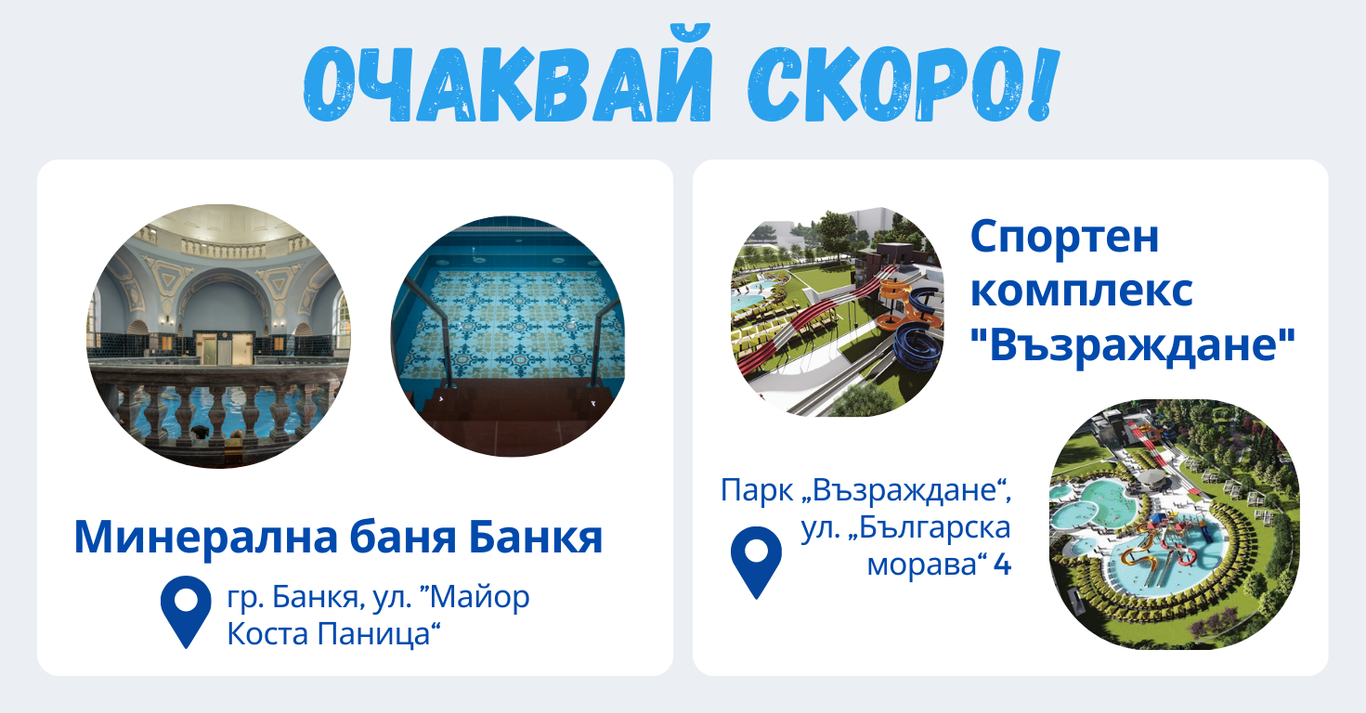 ОЧАКВАЙ СКОРО!
Минерална баня Банкя
гр. Банкя, ул. ”Майор
Коста Паница“
Спортен
комплекс
"Възраждане"
Парк „Възраждане“,
ул. „Българска
морава“ 4